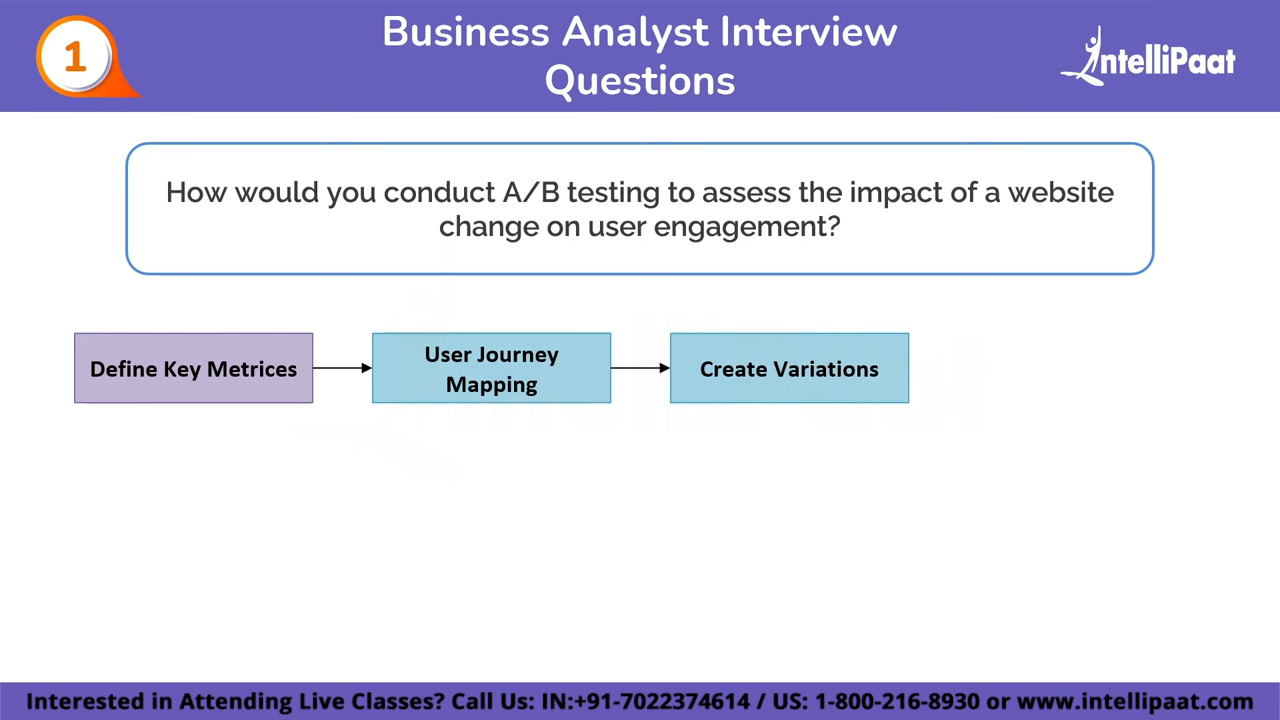 1
Business Analyst Interview
Questions
IntelliPaat
How would you conduct A/B testing to assess the impact of a website
change on user engagement?
Define Key Metrices
User Journey
Mapping
Create Variations
Interested in Attending Live Classes? Call Us: IN:+91-7022374614 / US: 1-800-216-8930 or www.intellipaat.com